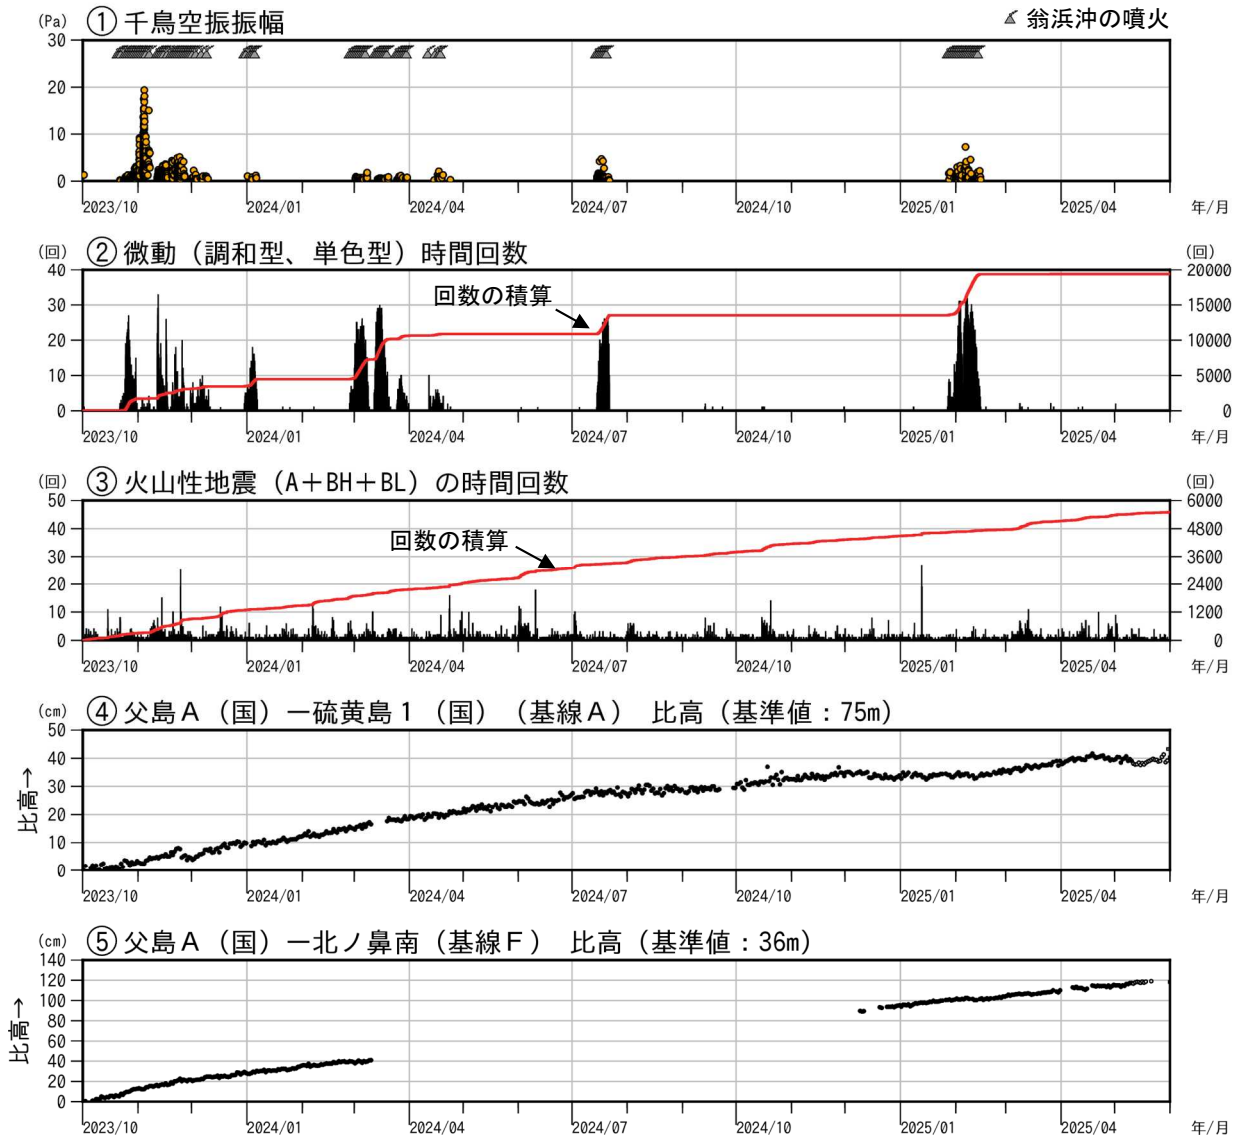 (Pa) ①千鳥空振振幅 翁浜沖の噴火
30
20
10
0
2023/10 2024/01 2024/04 2024/07 2024/10 2025/01 2025/04 年/月
(回) ②微動（調和型、単色型）時間回数 (回)
40 20000
回数の積算
30 15000
20 10000
10 5000
0 0
2023/10 2024/01 2024/04 2024/07 2024/10 2025/01 2025/04 年/月
(回) ③火山性地震（A＋BH＋BL）の時間回数 (回)
50 6000
40 4800
回数の積算
30 3600
20 2400
10 1200
0 0
2023/10 2024/01 2024/04 2024/07 2024/10 2025/01 2025/04 年/月
(cm) ④父島Ａ（国）－硫黄島１（国）（基線Ａ） 比高（基準値：75m）
50
40
30
比高→
20
10
0
2023/10 2024/01 2024/04 2024/07 2024/10 2025/01 2025/04 年/月
(cm) ⑤父島Ａ（国）－北ノ鼻南（基線Ｆ） 比高（基準値：36m）
140
120
100
80
比高→
60
40
20
0
2023/10 2024/01 2024/04 2024/07 2024/10 2025/01 2025/04 年/月